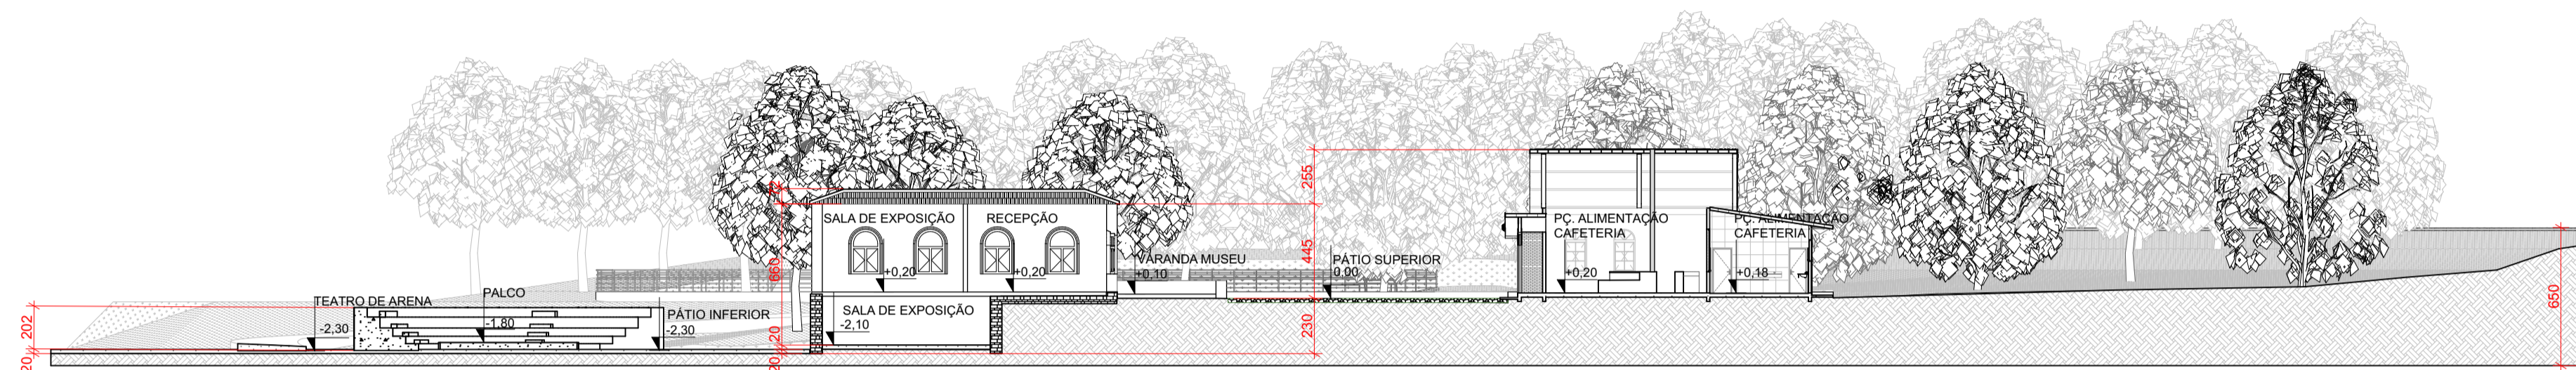 TEATRO DE ARENA
-2,30
PALCO
-1,80
PÁTIO INFERIOR
-2,30
SALA DE EXPOSIÇÃO
+0,20
RECEPÇÃO
+0,20
SALA DE EXPOSIÇÃO
-2,10
VARANDA MUSEU
+0,10
PÁTIO SUPERIOR
0,00
PÇ. ALIMENTAÇÃO
CAFETERIA
+0,20
PÇ. ALIMENTAÇÃO
CAFETERIA
+0,18
202
20
660
20
20
255
445
230
650